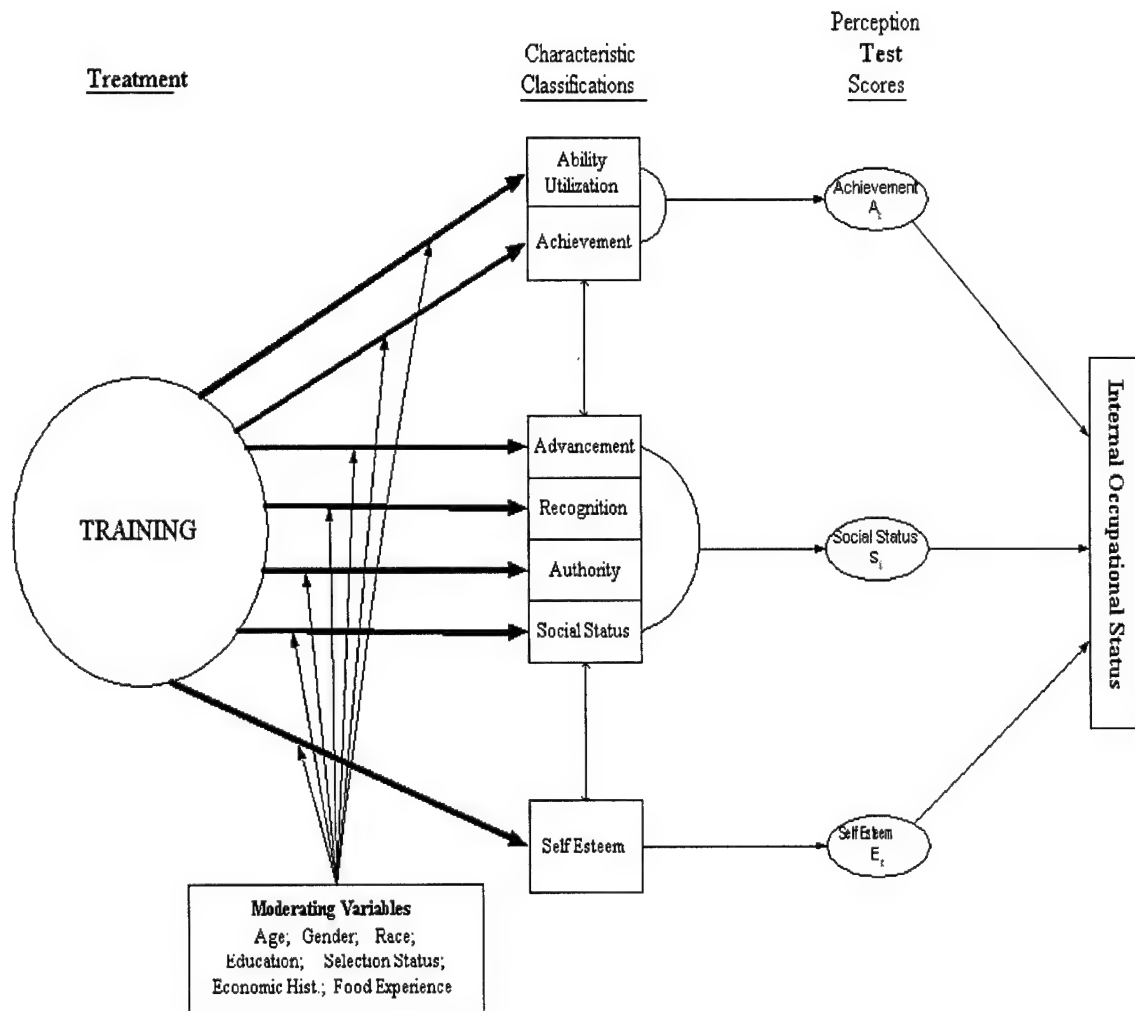 Treatment
Characteristic
Classifications
Perception
Test
Scores
Ability
Utilization
Achievement
Achievement
A
Advancement
Recognition
Authority
Social Status
TRAINING
Social Status
S
Internal Occupational Status
Self Esteem
Self Esteem
E
Moderating Variables
Age; Gender; Race;
Education; Selection Status;
Economic Hist.; Food Experience